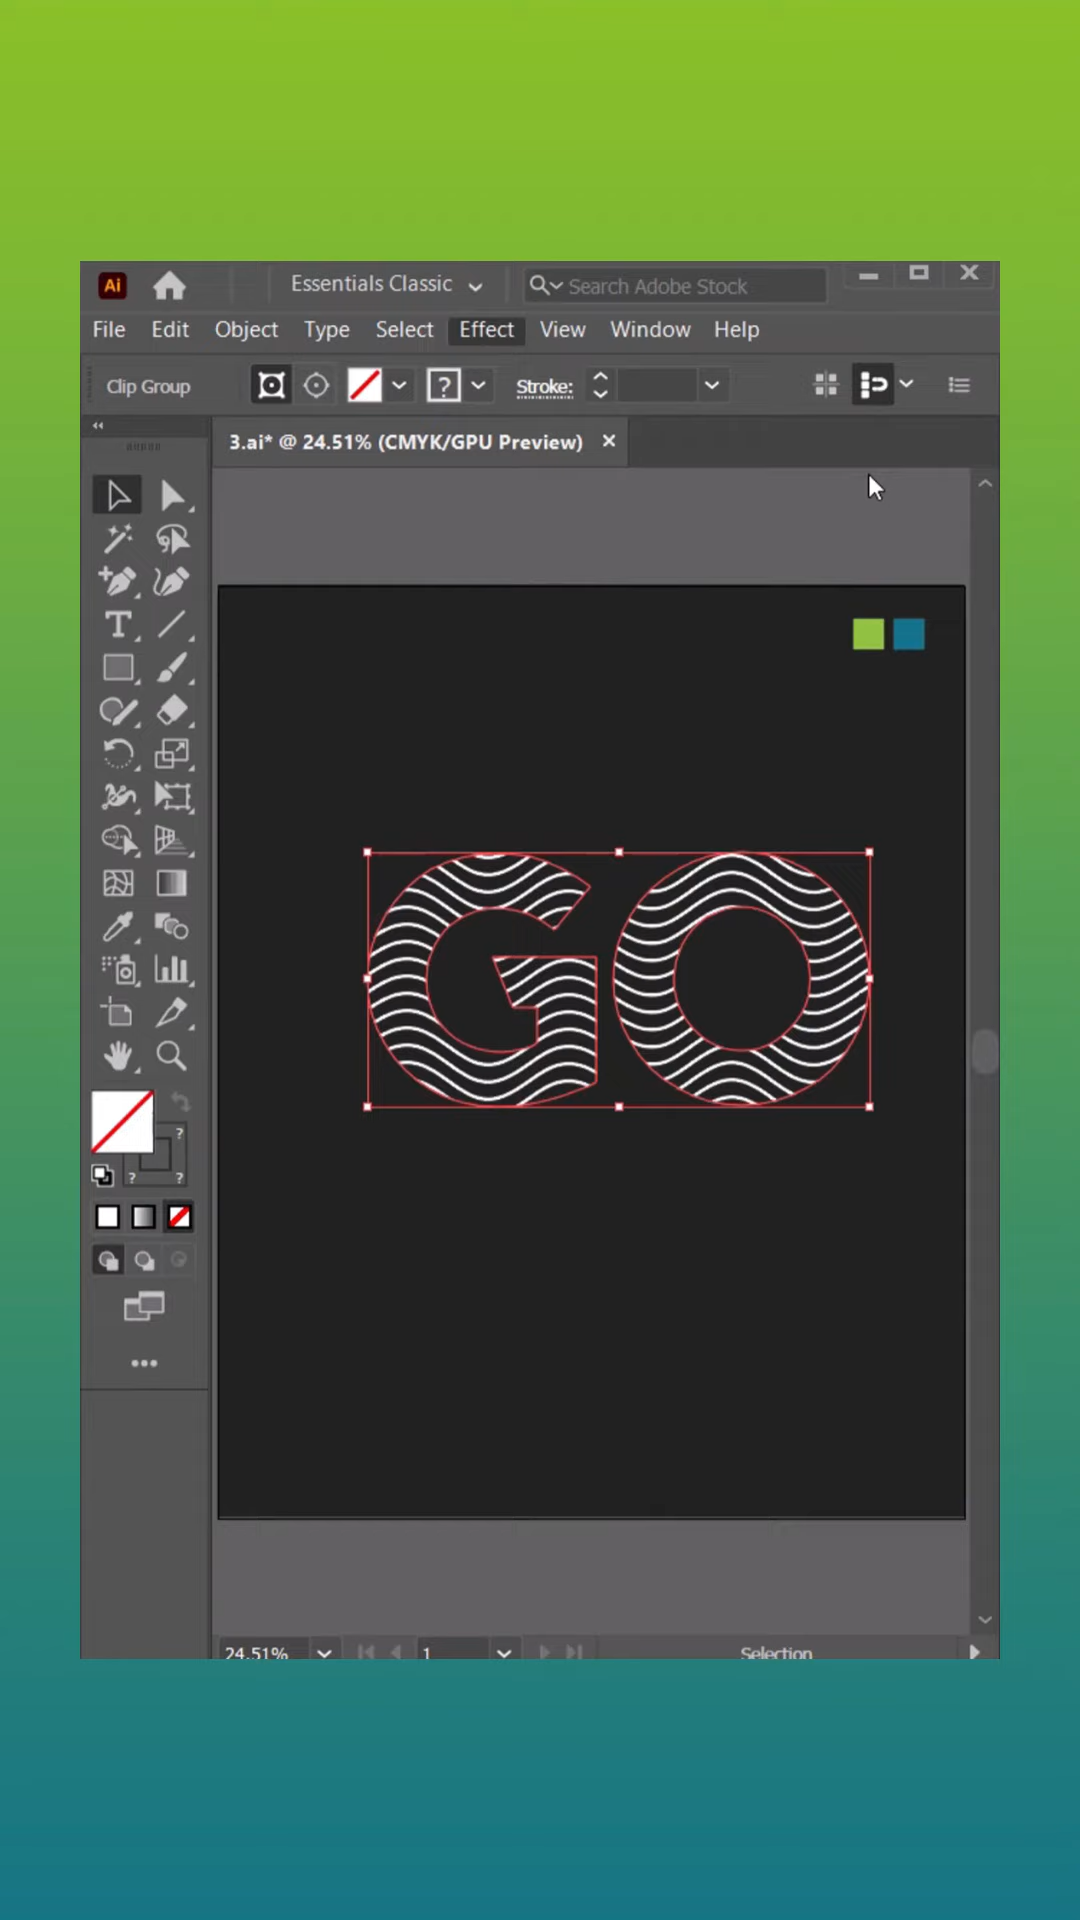 Ai
Essentials Classic
Search Adobe Stock
File Edit Object Type Select Effect View Window Help
Clip Group
?
Stroke:
3.ai* @ 24.51% (CMYK/GPU Preview)
T
GO
?
? ?
24.51%
1
Selection